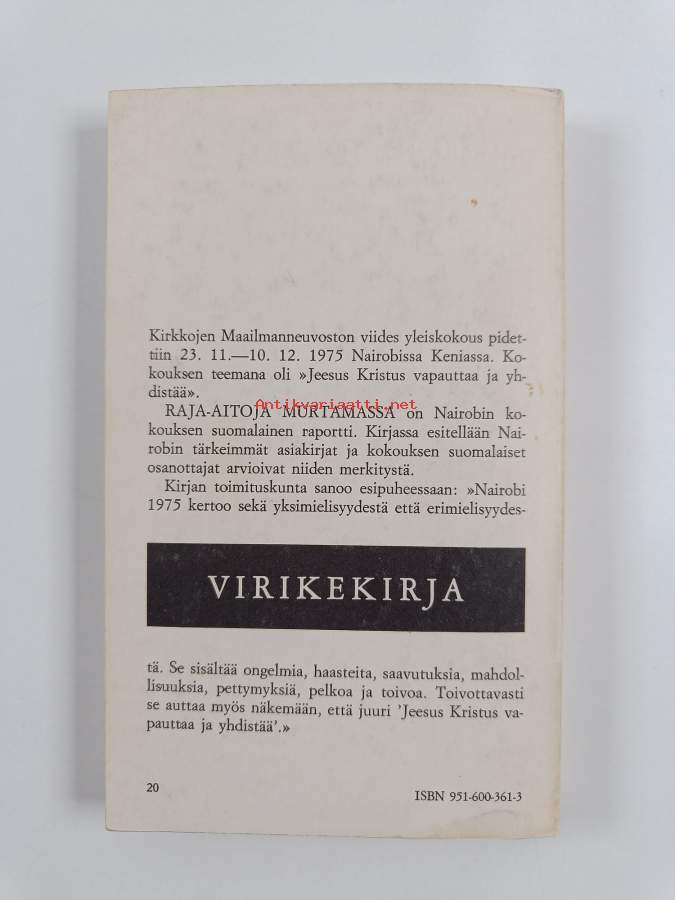 Kirkkojen Maailmanneuvoston viides yleiskokous pidet-
tiin 23. 11.—10. 12. 1975 Nairobissa Keniassa. Ko-
kouksen teemana oli »Jeesus Kristus vapauttaa ja yh-
distää».
Antikvariaatti.net
RAJA-AITOJA MURTAMASSA on Nairobin ko-
kouksen suomalainen raportti. Kirjassa esitellään Nai-
robin tärkeimmät asiakirjat ja kokouksen suomalaiset
osanottajat arvioivat niiden merkitystä.
Kirjan toimituskunta sanoo esipuheessaan: »Nairobi
1975 kertoo sekä yksimielisyydestä että erimielisyydes-
VIRIKEKIRJA
tä. Se sisältää ongelmia, haasteita, saavutuksia, mahdol-
lisuuksia, pettymyksiä, pelkoa ja toivoa. Toivottavasti
se auttaa myös näkemään, että juuri 'Jeesus Kristus va-
pauttaa ja yhdistää'.»
20
ISBN 951-600-361-3